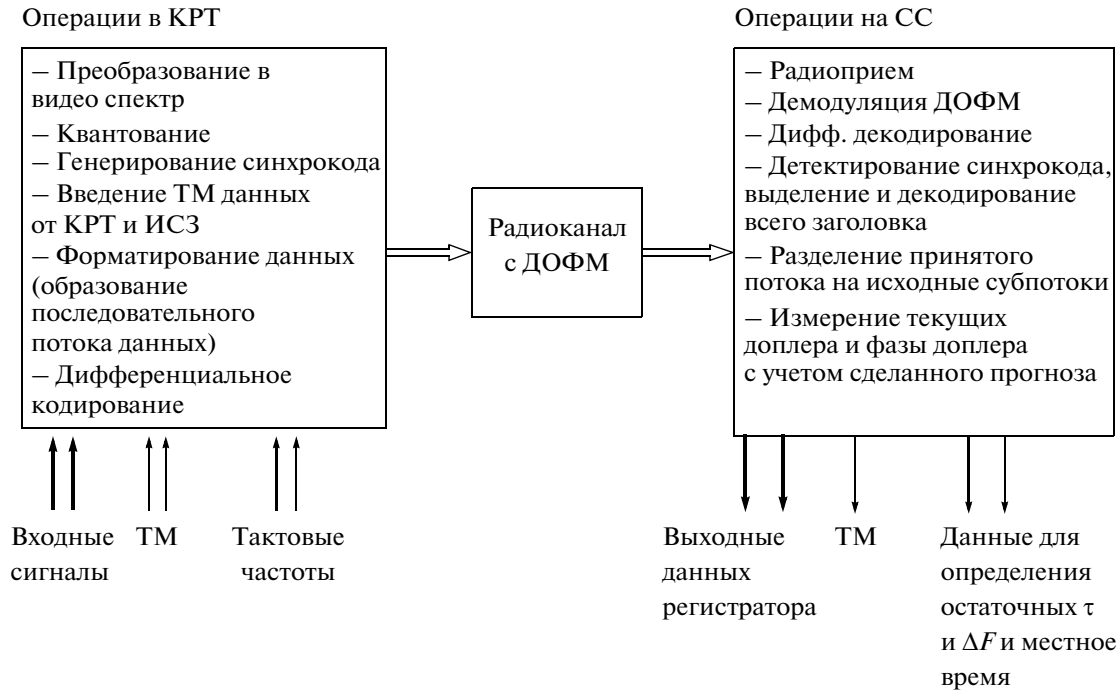 Операции в КРТ
– Преобразование в
видео спектр
– Квантование
– Генерирование синхрокода
– Введение ТМ данных
от КРТ и ИСЗ
– Форматирование данных
(образование
последовательного
потока данных)
– Дифференциальное
кодирование
Входные
сигналы
ТМ
Тактовые
частоты
Радиоканал
с ДОФМ
Операции на СС
– Радиоприем
– Демодуляция ДОФМ
– Дифф. декодирование
– Детектирование синхрокода,
выделение и декодирование
всего заголовка
– Разделение принятого
потока на исходные субпотоки
– Измерение текущих
доплера и фазы доплера
с учетом сделанного прогноза
Выходные
данных
регистратора
ТМ
Данные для
определения
остаточных τ
и ΔF и местное
время